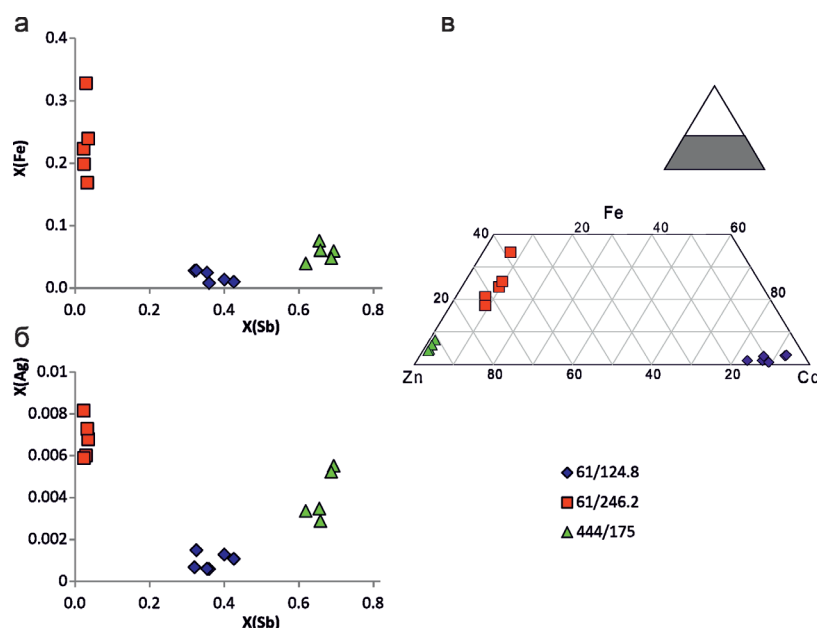 а
0.4
0.3
0.2
0.1
0.0
X(Fe)
0.0 0.2 0.4 0.6 0.8
X(Sb)
б
0.01
0.008
0.006
0.004
0.002
0
X(Ag)
0.0 0.2 0.4 0.6 0.8
X(Sb)
в
Fe
40 20 40 60
20 80
Zn 80 60 40 20 Cd
61/124.8
61/246.2
444/175